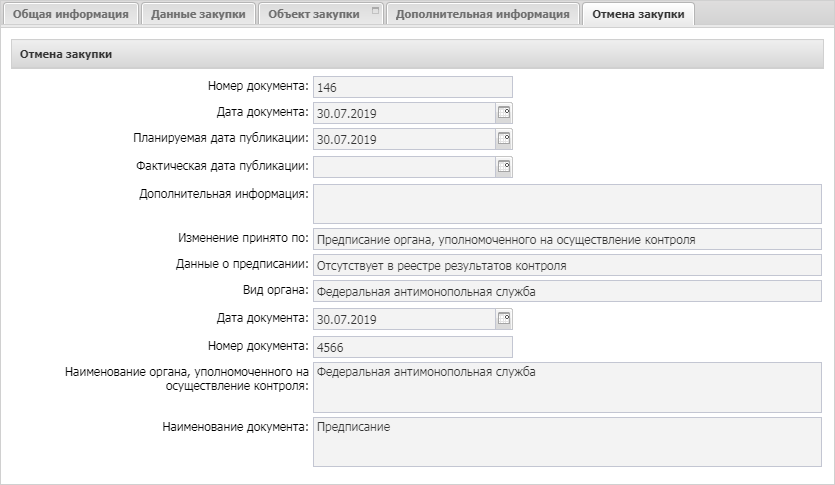 Общая информация Данные закупки Объект закупки Дополнительная информация Отмена закупки
Отмена закупки
Номер документа: 146
Дата документа: 30.07.2019
Планируемая дата публикации: 30.07.2019
Фактическая дата публикации:
Дополнительная информация:
Изменение принято по: Предписание органа, уполномоченного на осуществление контроля
Данные о предписании: Отсутствует в реестре результатов контроля
Вид органа: Федеральная антимонопольная служба
Дата документа: 30.07.2019
Номер документа: 4566
Наименование органа, уполномоченного на Федеральная антимонопольная служба
осуществление контроля:
Наименование документа: Предписание